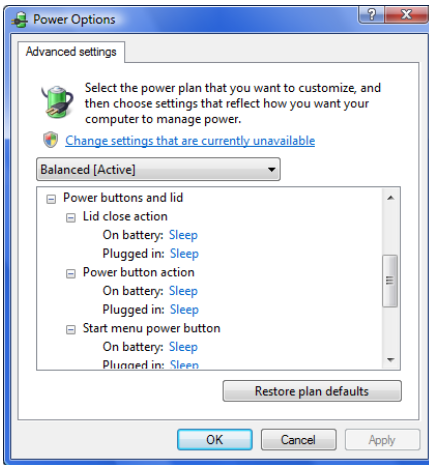 Power Options
Advanced settings
Select the power plan that you want to customize, and
then choose settings that reflect how you want your
computer to manage power.
Change settings that are currently unavailable
Balanced [Active]
Power buttons and lid
Lid close action
On battery: Sleep
Plugged in: Sleep
Power button action
On battery: Sleep
Plugged in: Sleep
Start menu power button
On battery: Sleep
Plugged in: Sleep
Restore plan defaults
OK Cancel Apply